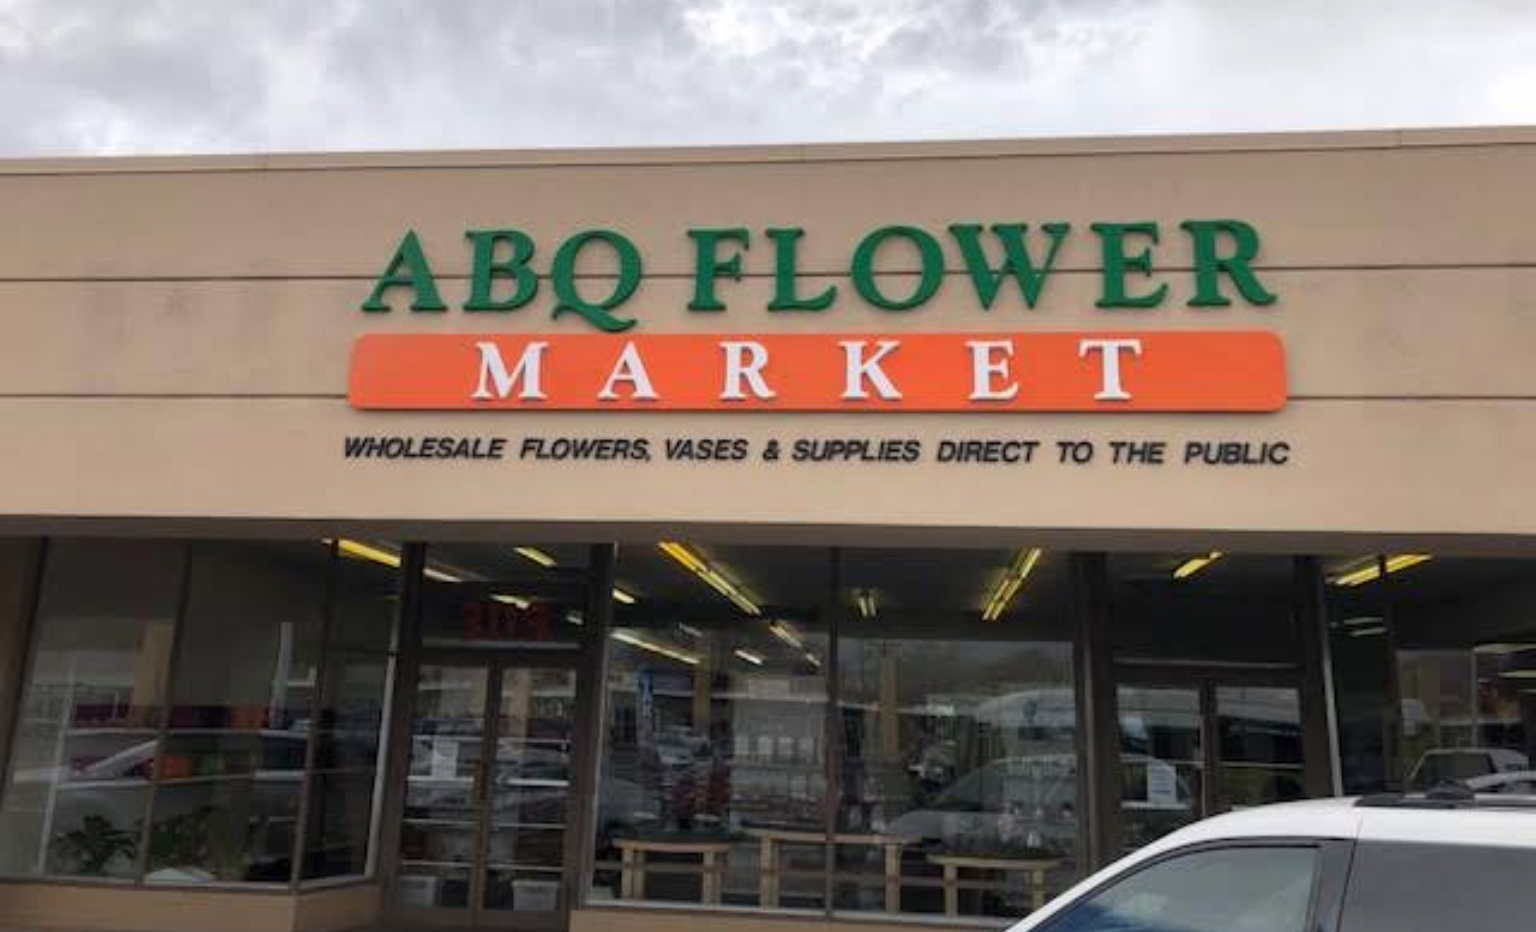 ABQ FLOWER
MARKET
WHOLESALE FLOWERS, VASES & SUPPLIES DIRECT TO THE PUBLIC